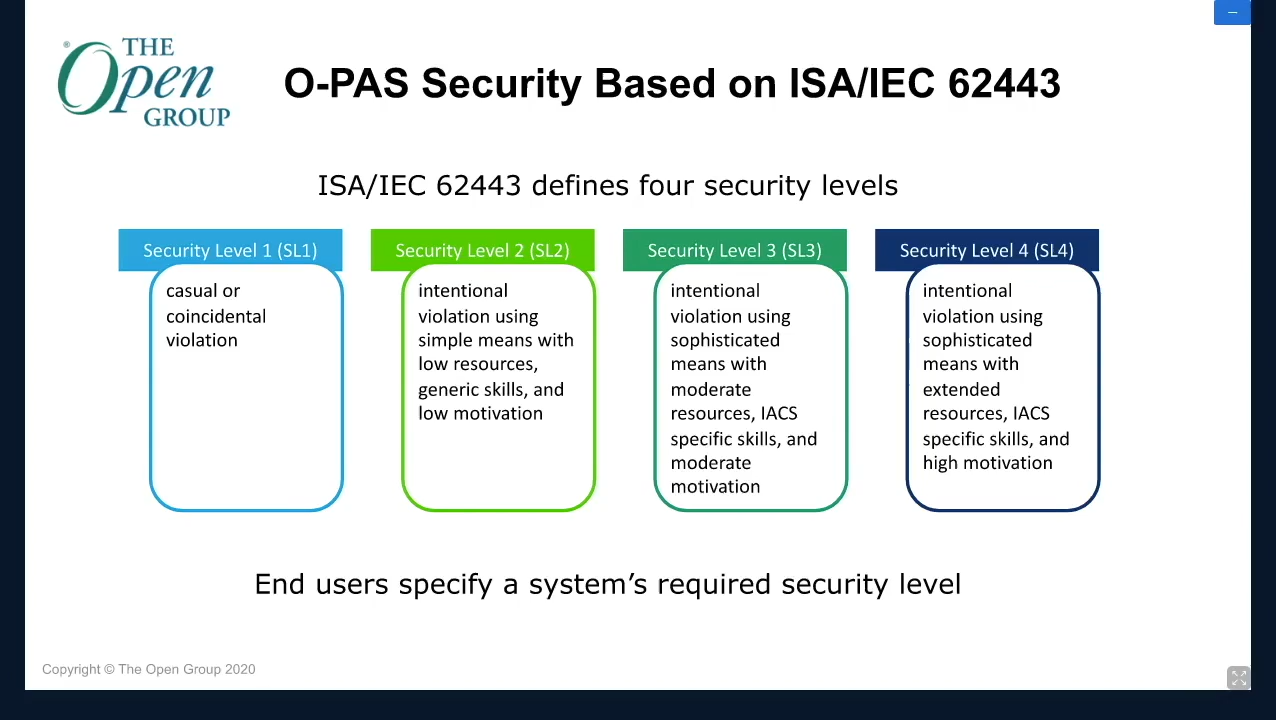 ® THE
Open
GROUP
O-PAS Security Based on ISA/IEC 62443
ISA/IEC 62443 defines four security levels
Security Level 1 (SL1)
casual or
coincidental
violation
Security Level 2 (SL2)
intentional
violation using
simple means with
low resources,
generic skills, and
low motivation
Security Level 3 (SL3)
intentional
violation using
sophisticated
means with
moderate
resources, IACS
specific skills, and
moderate
motivation
Security Level 4 (SL4)
intentional
violation using
sophisticated
means with
extended
resources, IACS
specific skills, and
high motivation
End users specify a system’s required security level
Copyright © The Open Group 2020